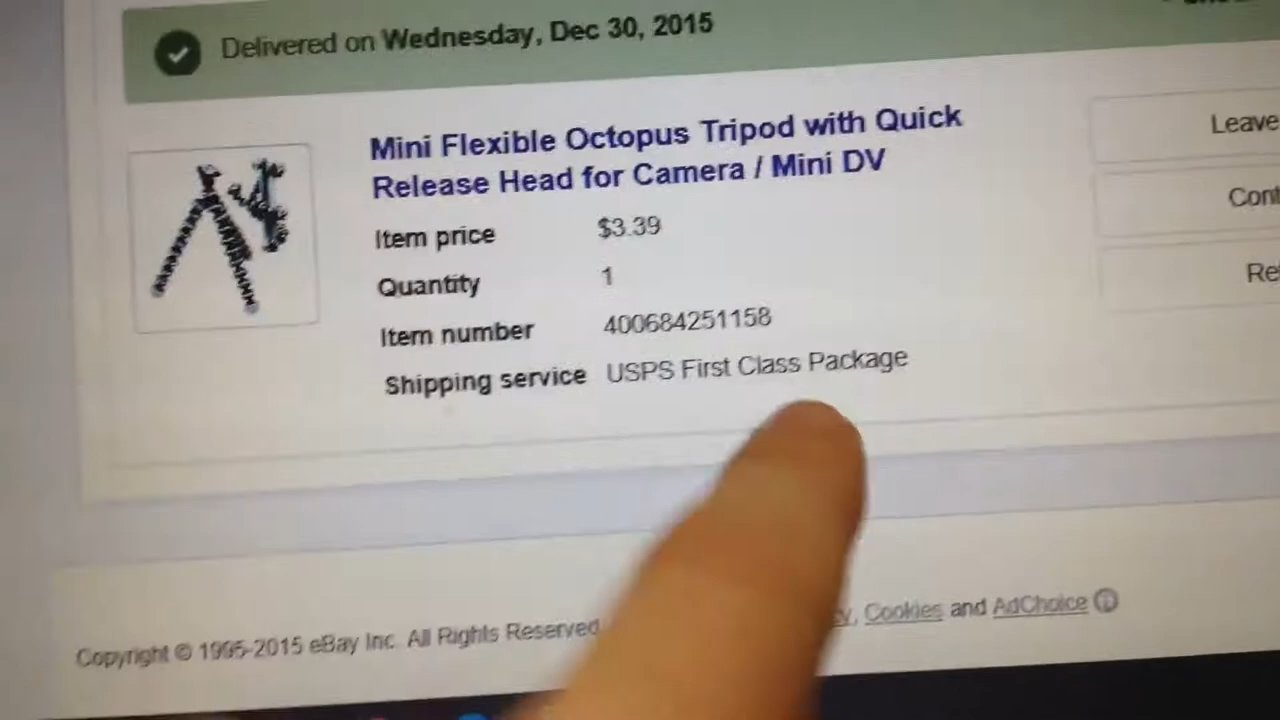 Delivered on Wednesday, Dec 30, 2015
Mini Flexible Octopus Tripod with Quick
Release Head for Camera / Mini DV
Item price $3.39
Quantity 1
Item number 400684251158
Shipping service USPS First Class Package
Leave
Cont
Re
Copyright © 1995-2015 eBay Inc. All Rights Reserved
y, Cookies and AdChoice